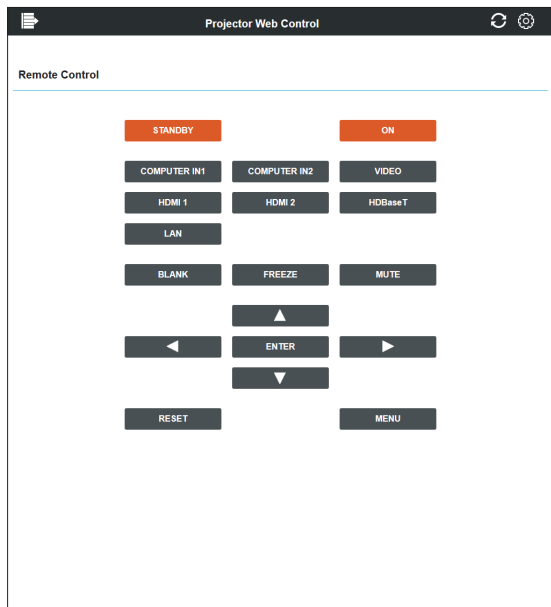 Projector Web Control
Remote Control
STANDBY ON
COMPUTER IN1 COMPUTER IN2 VIDEO
HDMI 1 HDMI 2 HDBaseT
LAN
BLANK FREEZE MUTE
ENTER
RESET MENU